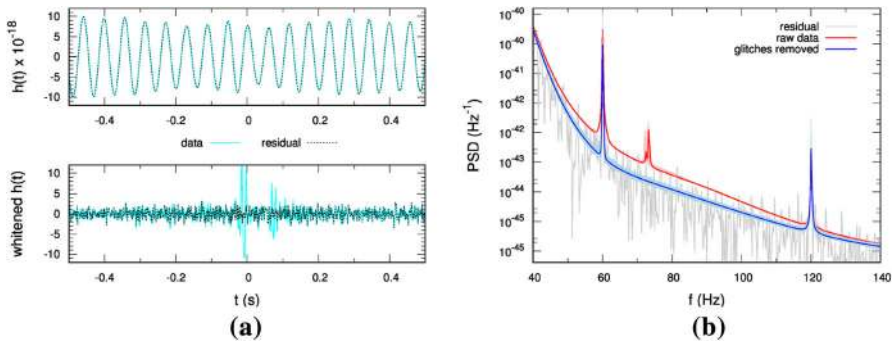 h(t) x 10⁻¹⁸
10
5
0
-5
-10
-0.4
-0.2
0
0.2
0.4
data
residual
whitened h(t)
10
5
0
-5
-10
-0.4
-0.2
0
0.2
0.4
t (s)
(a)
PSD (Hz⁻¹)
10⁻⁴⁰
10⁻⁴⁰
10⁻⁴¹
10⁻⁴²
10⁻⁴³
10⁻⁴⁴
10⁻⁴⁵
10⁻⁴⁵
residual
raw data
glitches removed
40
60
80
100
120
140
f (Hz)
(b)